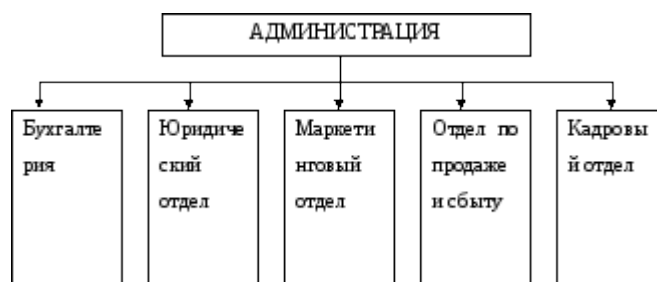 АДМИНИСТРАЦИЯ
Бухгалте
рия
Юридиче
ский
отдел
Маркети
нговый
отдел
Отдел по
продаже
и сбыту
Кадровы
й отдел